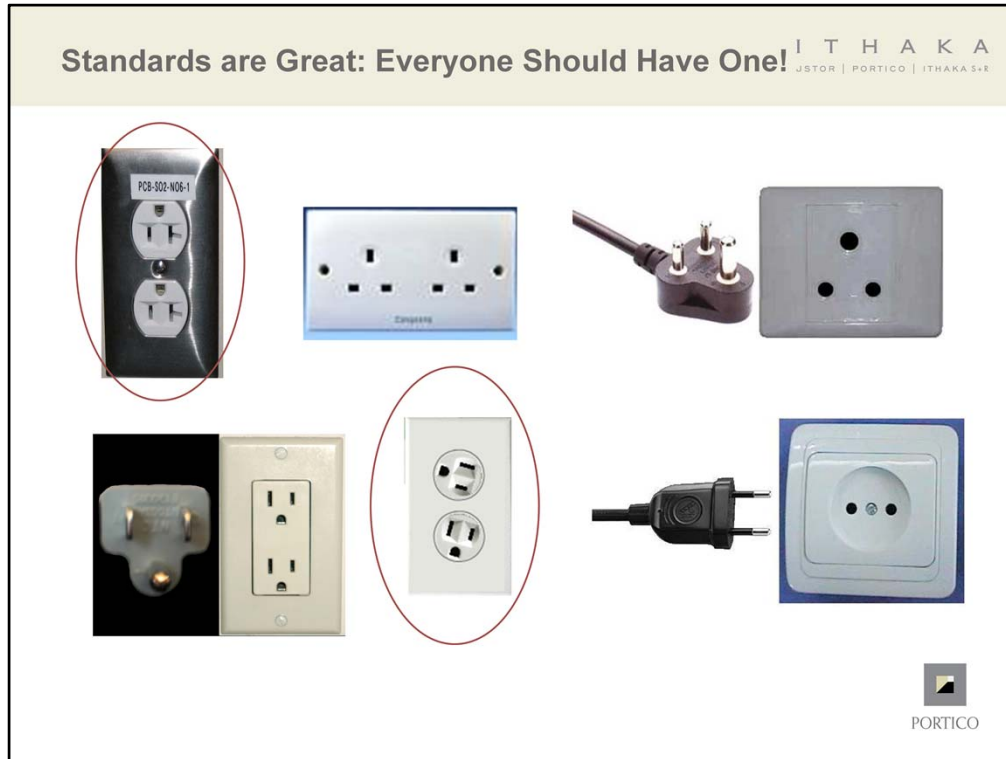 Standards are Great: Everyone Should Have One!
I T H A K A
JSTOR | PORTICO | ITHAKA S+R
PCB-S02-N06-1
PORTICO